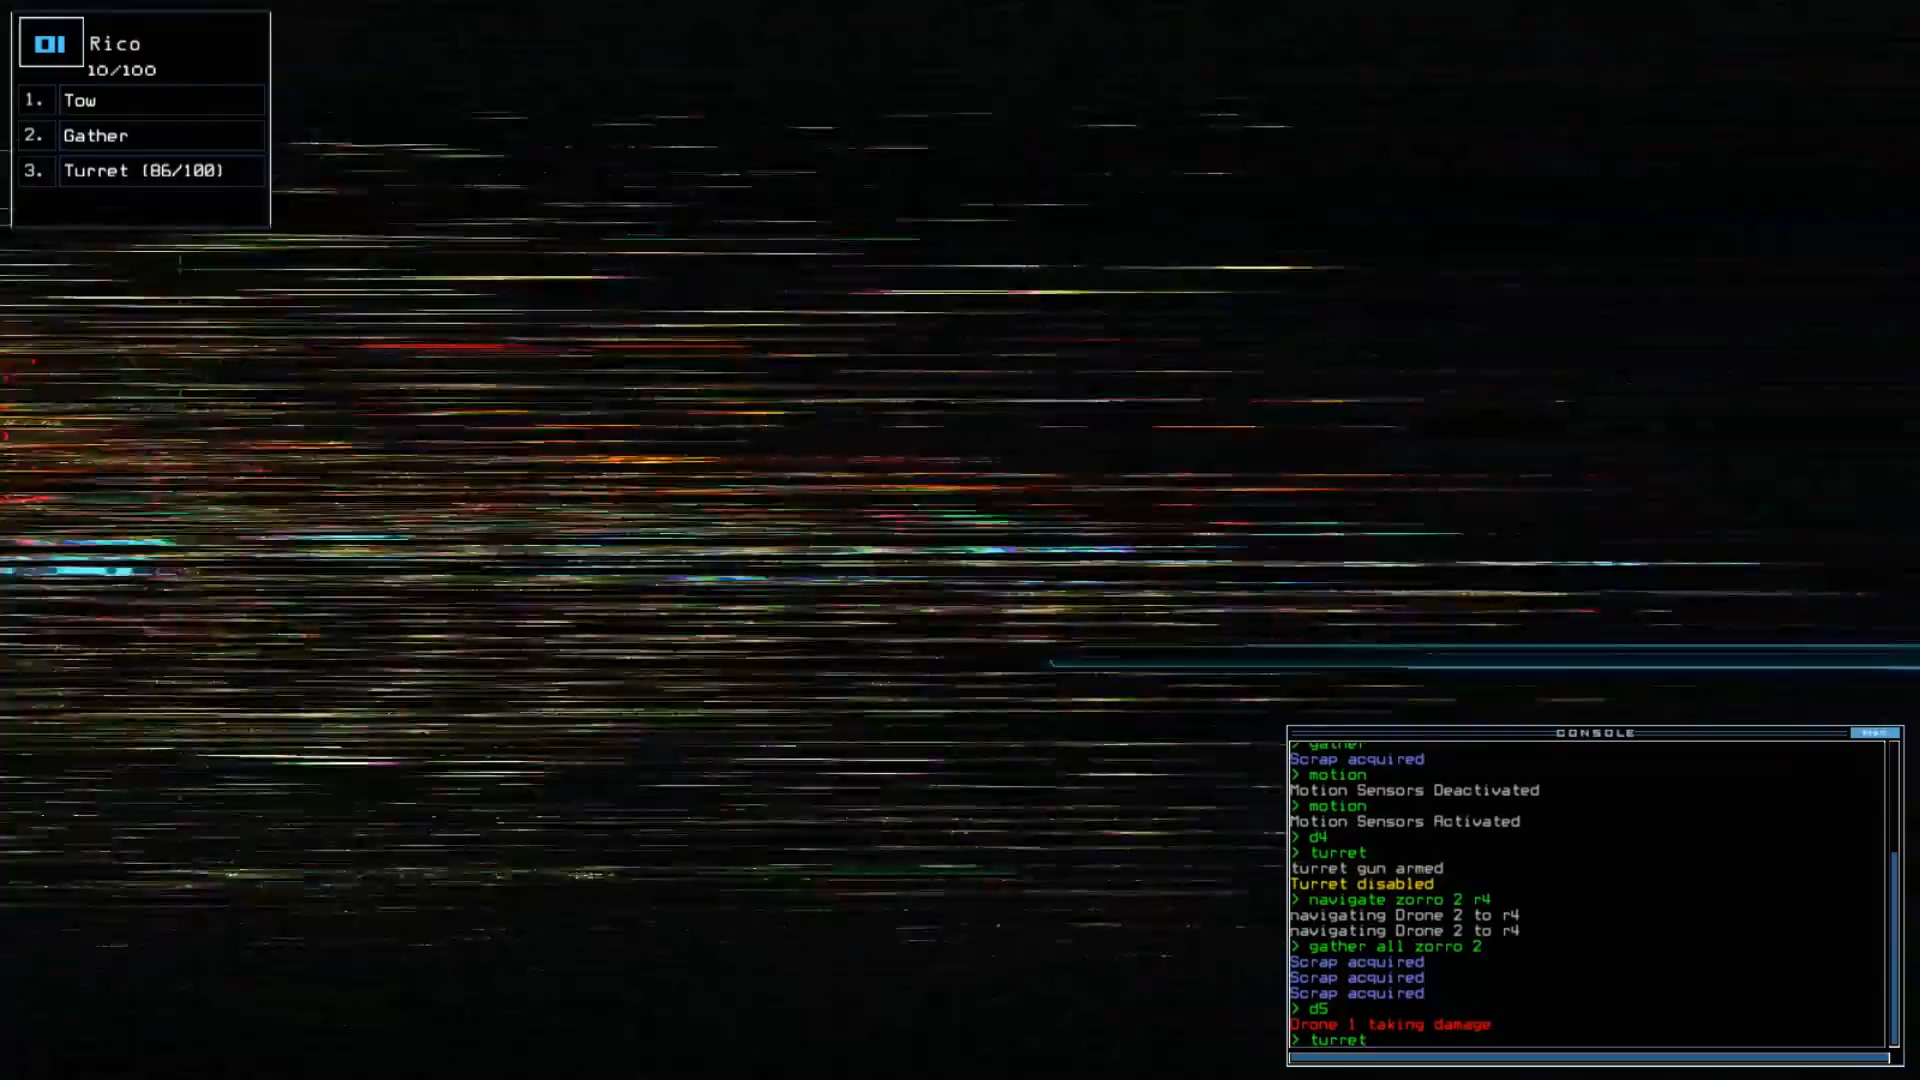 01 Rico
10/100
1. Tow
2. Gather
3. Turret (86/100)
CONSOLE
> gather
Scrap acquired
> motion
Motion Sensors Deactivated
> motion
Motion Sensors Activated
> d4
> turret
turret gun armed
Turret disabled
> navigate zorro 2 r4
navigating Drone 2 to r4
navigating Drone 2 to r4
> gather all zorro 2
Scrap acquired
Scrap acquired
Scrap acquired
> d5
Drone 1 taking damage
> turret